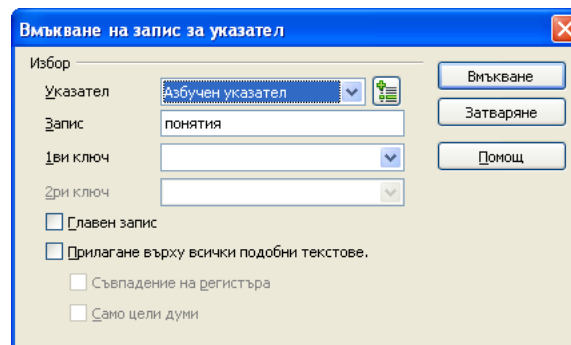 Вмъкване на запис за указател
Избор
Указател Азбучен указател
Запис понятия
1ви ключ
2ри ключ
Главен запис
Прилагане върху всички подобни текстове.
Съвпадение на регистъра
Само цели думи
Вмъкване
Затваряне
Помощ